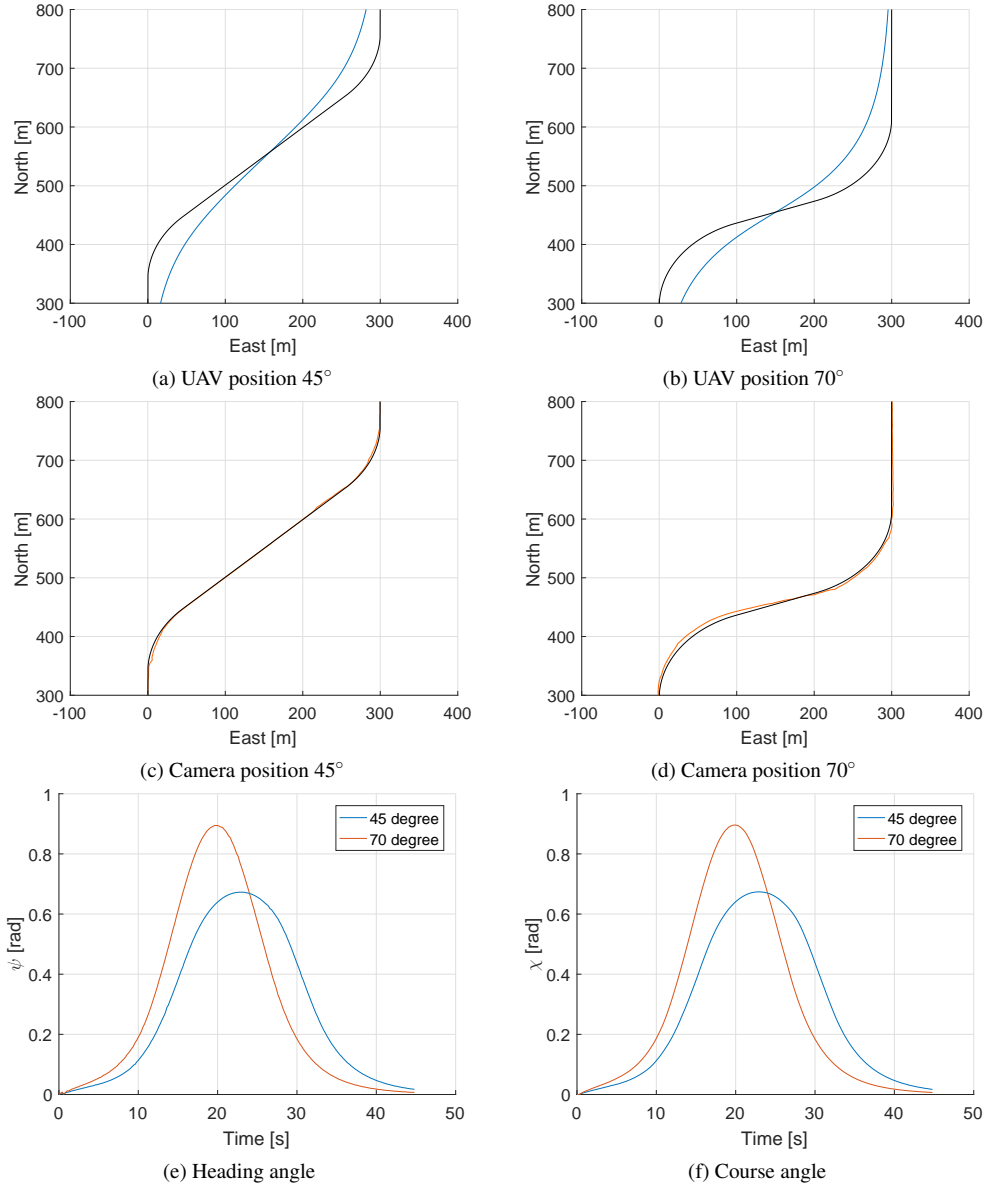 800
700
600
500
400
300
North [m]
-100 0 100 200 300 400
East [m]
(a) UAV position 45°
800
700
600
500
400
300
North [m]
-100 0 100 200 300 400
East [m]
(b) UAV position 70°
800
700
600
500
400
300
North [m]
-100 0 100 200 300 400
East [m]
(c) Camera position 45°
800
700
600
500
400
300
North [m]
-100 0 100 200 300 400
East [m]
(d) Camera position 70°
1
0.8
0.6
0.4
0.2
0
ψ [rad]
45 degree
70 degree
0 10 20 30 40 50
Time [s]
(e) Heading angle
1
0.8
0.6
0.4
0.2
0
χ [rad]
45 degree
70 degree
0 10 20 30 40 50
Time [s]
(f) Course angle